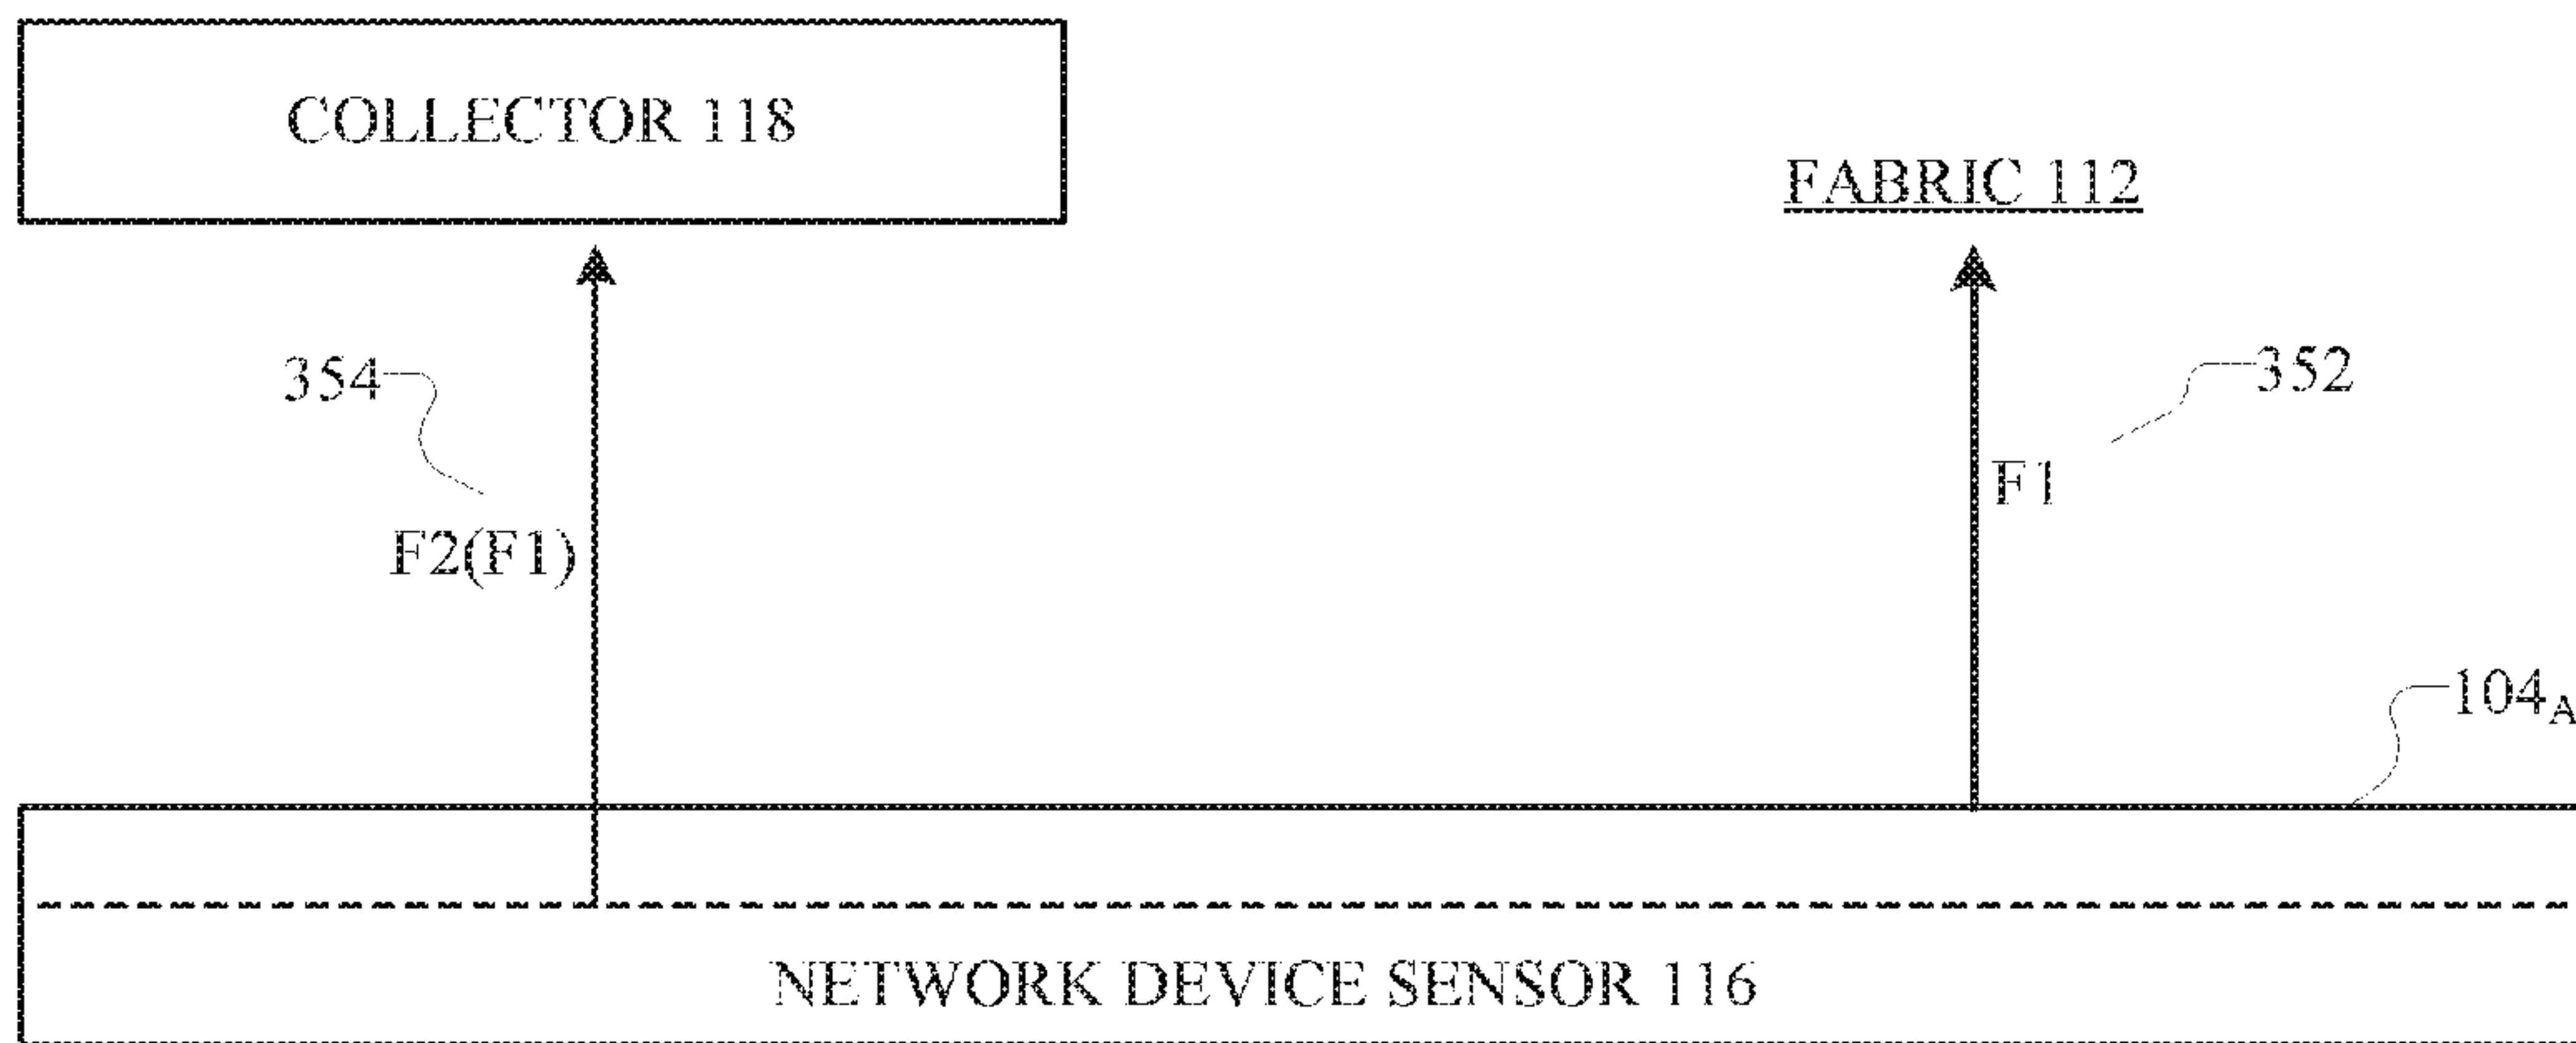 COLLECTOR 118
FABRIC 112
354
352
F1
F2(F1)
104A
NETWORK DEVICE SENSOR 116